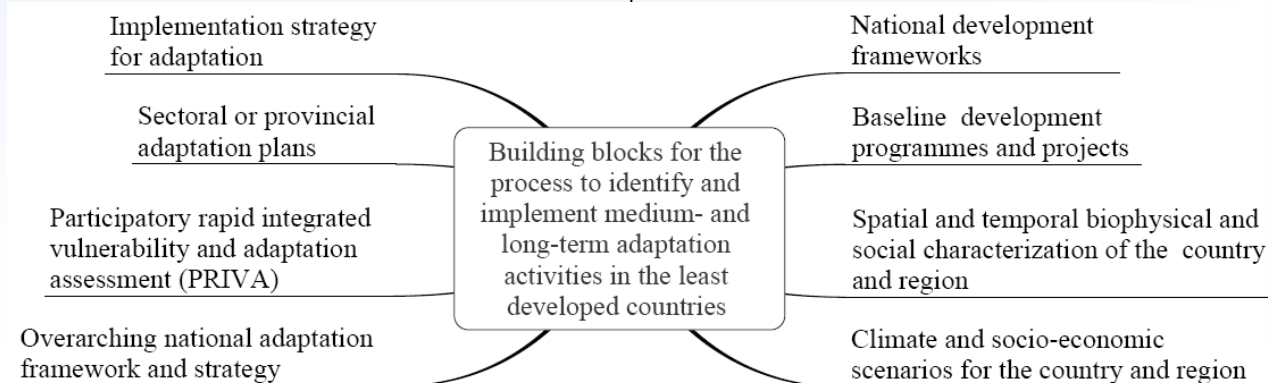 Implementation strategy
for adaptation
Sectoral or provincial
adaptation plans
Participatory rapid integrated
vulnerability and adaptation
assessment (PRIVA)
Overarching national adaptation
framework and strategy
Building blocks for the
process to identify and
implement medium- and
long-term adaptation
activities in the least
developed countries
National development
frameworks
Baseline development
programmes and projects
Spatial and temporal biophysical and
social characterization of the country
and region
Climate and socio-economic
scenarios for the country and region